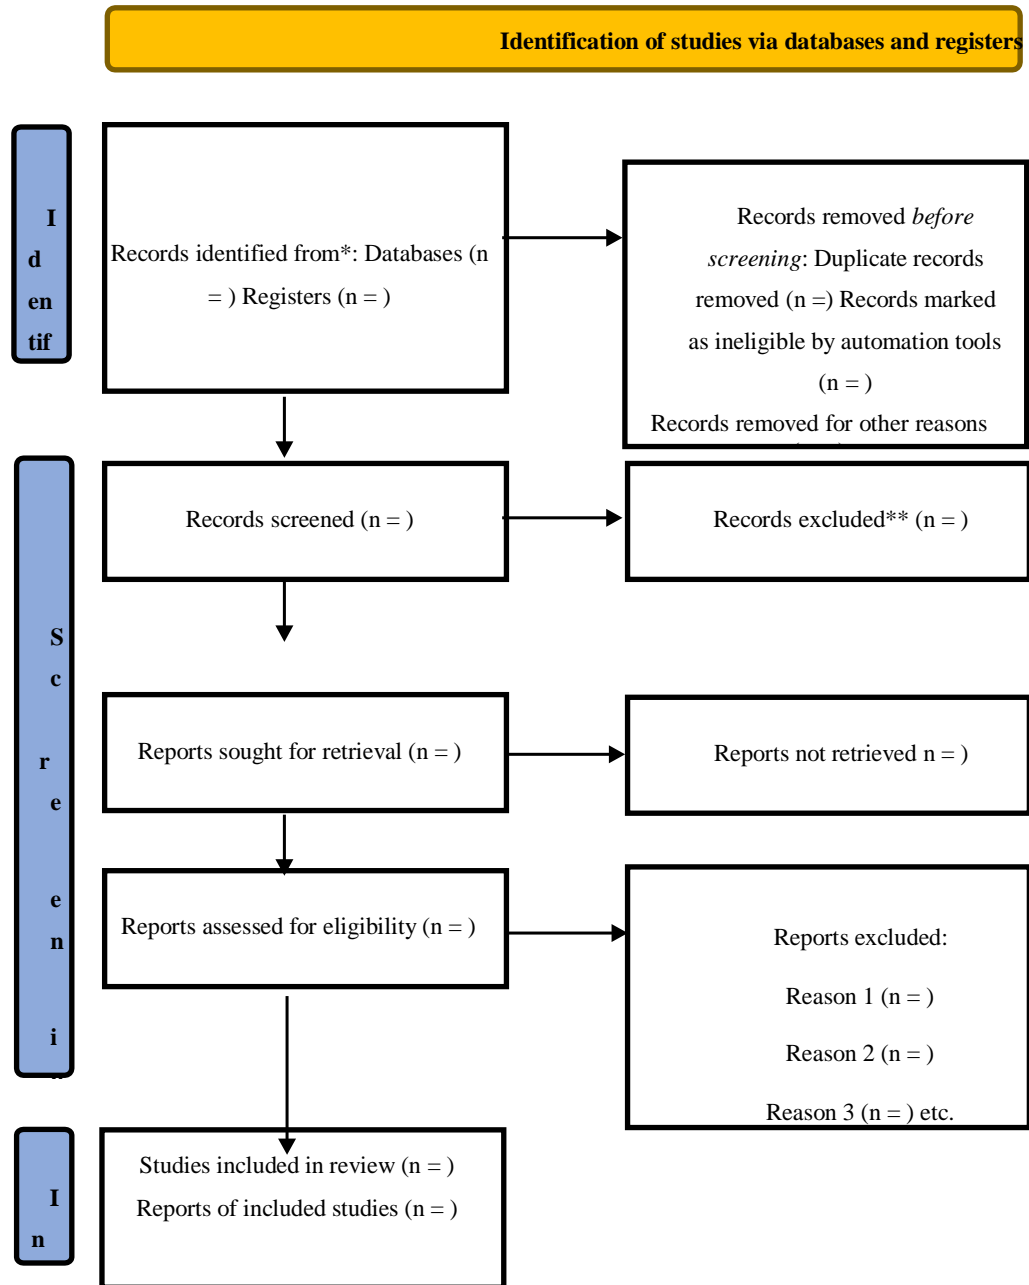 Identification of studies via databases and registers
I
d
en
tif
Records identified from*: Databases (n
= ) Registers (n = )
Records removed before
screening: Duplicate records
removed (n =) Records marked
as ineligible by automation tools
(n = )
Records removed for other reasons
S
c
r
e
e
n
i
Records screened (n = )
Records excluded** (n = )
Reports sought for retrieval (n = )
Reports not retrieved n = )
Reports assessed for eligibility (n = )
Reports excluded:
Reason 1 (n = )
Reason 2 (n = )
Reason 3 (n = ) etc.
I
n
Studies included in review (n = )
Reports of included studies (n = )